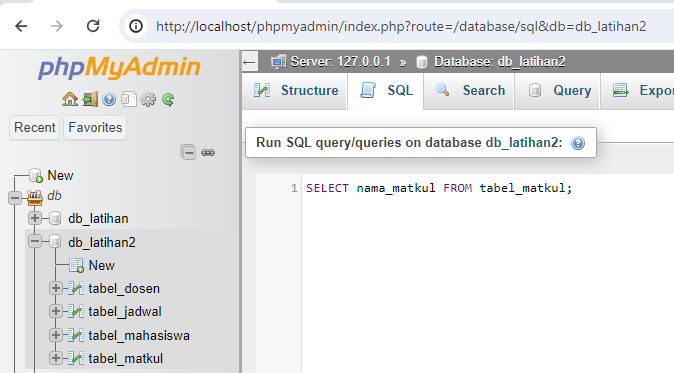 http://localhost/phpmyadmin/index.php?route=/database/sql&db=db_latihan2
phpMyAdmin
Recent Favorites
New
db
db_latihan
db_latihan2
New
tabel_dosen
tabel_jadwal
tabel_mahasiswa
tabel_matkul
Server: 127.0.0.1 » Database: db_latihan2
Structure SQL Search Query Expor
Run SQL query/queries on database db_latihan2:
1 SELECT nama_matkul FROM tabel_matkul;